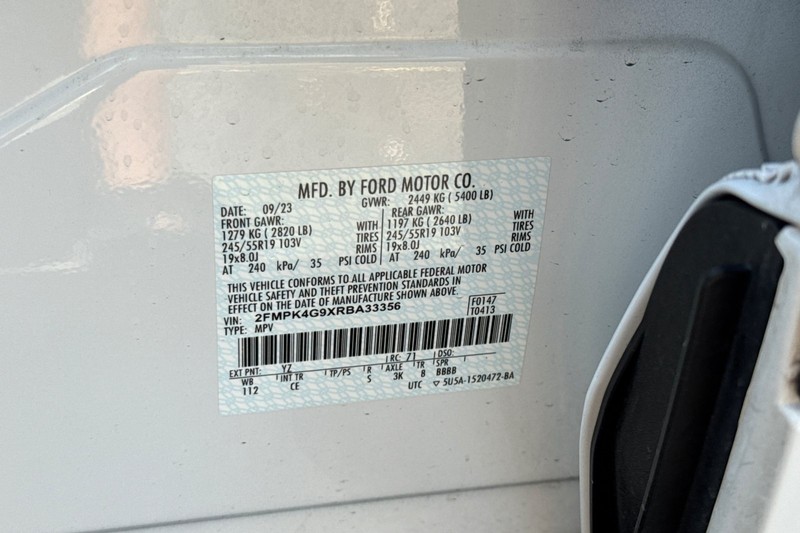 MFD. BY FORD MOTOR CO.
DATE: 09/23 GVWR: 2449 KG ( 5400 LB)
FRONT GAWR: REAR GAWR:
1279 KG ( 2820 LB) WITH 1197 KG ( 2640 LB) WITH
245/55R19 103V TIRES 245/55R19 103V TIRES
19x8.0J RIMS 19x8.0J RIMS
AT 240 kPa/ 35 PSI COLD AT 240 kPa/ 35 PSI COLD
THIS VEHICLE CONFORMS TO ALL APPLICABLE FEDERAL MOTOR
VEHICLE SAFETY AND THEFT PREVENTION STANDARDS IN
EFFECT ON THE DATE OF MANUFACTURE SHOWN ABOVE.
VIN: 2FMPK4G9XRBA33356 F0147
TYPE: MPV T0413
EXT PNT: YZ RC: 71 DSO:
WB INT TR TP/PS R AXLE TR SPR
112 CE S 3K 8 BBBB
UTC ▽ 5U5A-1520472-BA